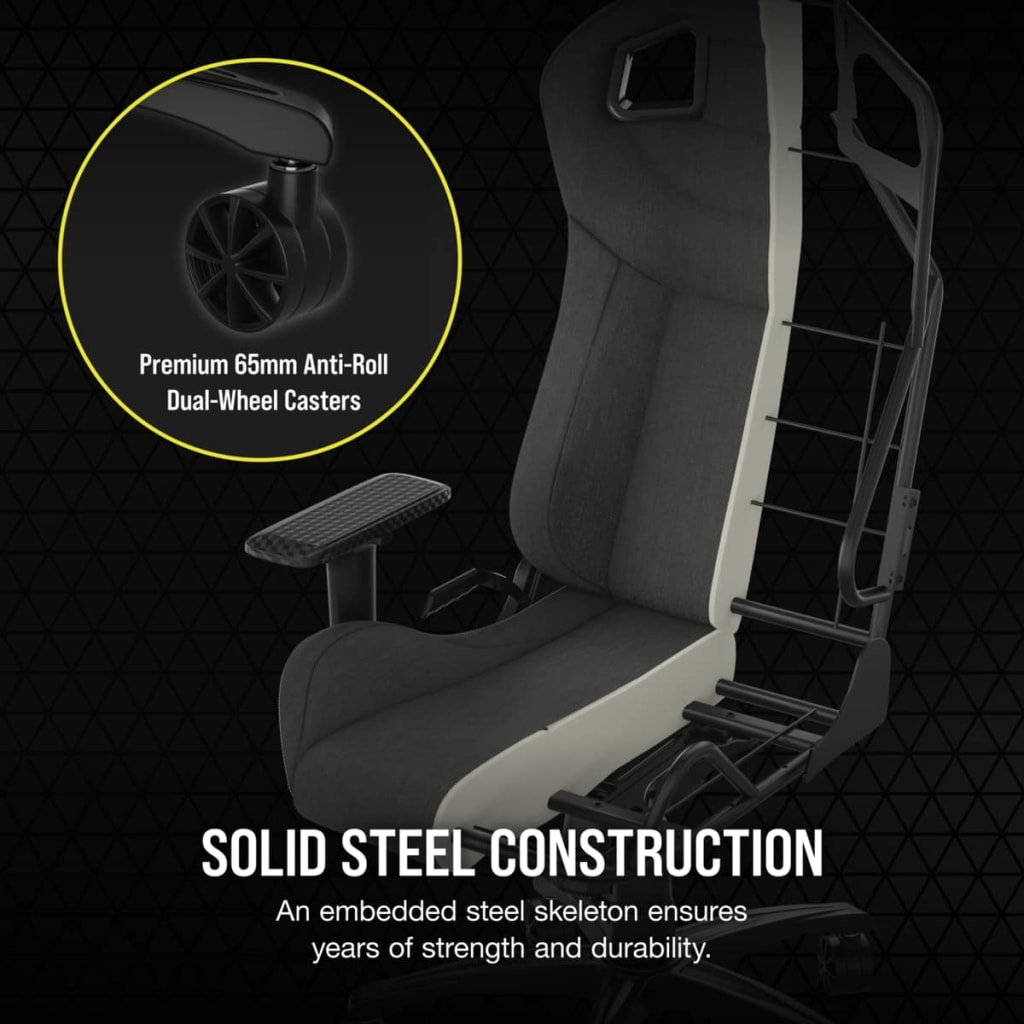 Premium 65mm Anti-Roll
Dual-Wheel Casters
SOLID STEEL CONSTRUCTION
An embedded steel skeleton ensures
years of strength and durability.